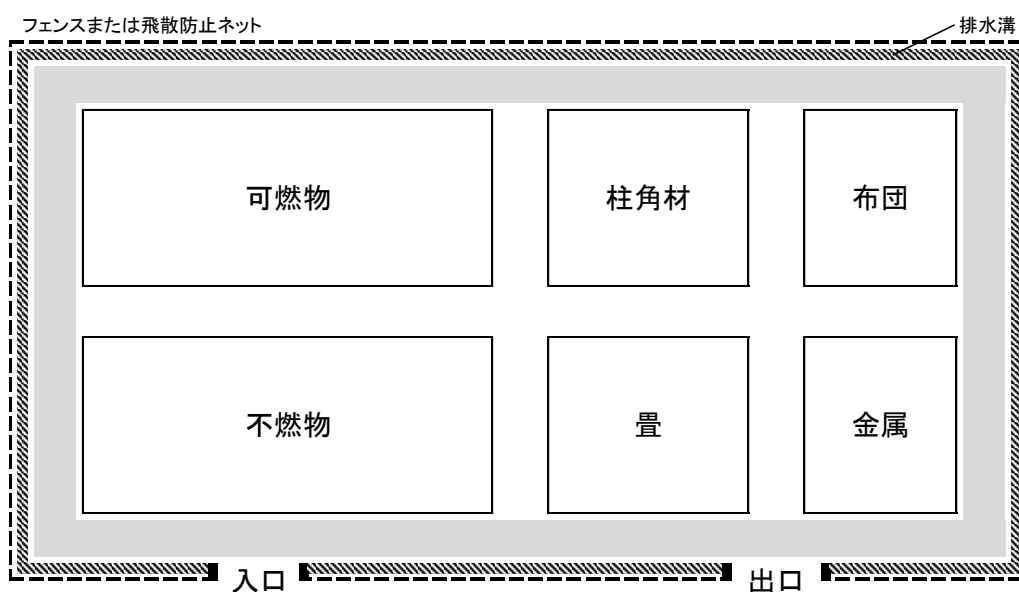 フェンスまたは飛散防止ネット
排水溝
可燃物
柱角材
布団
不燃物
畳
金属
入口
出口